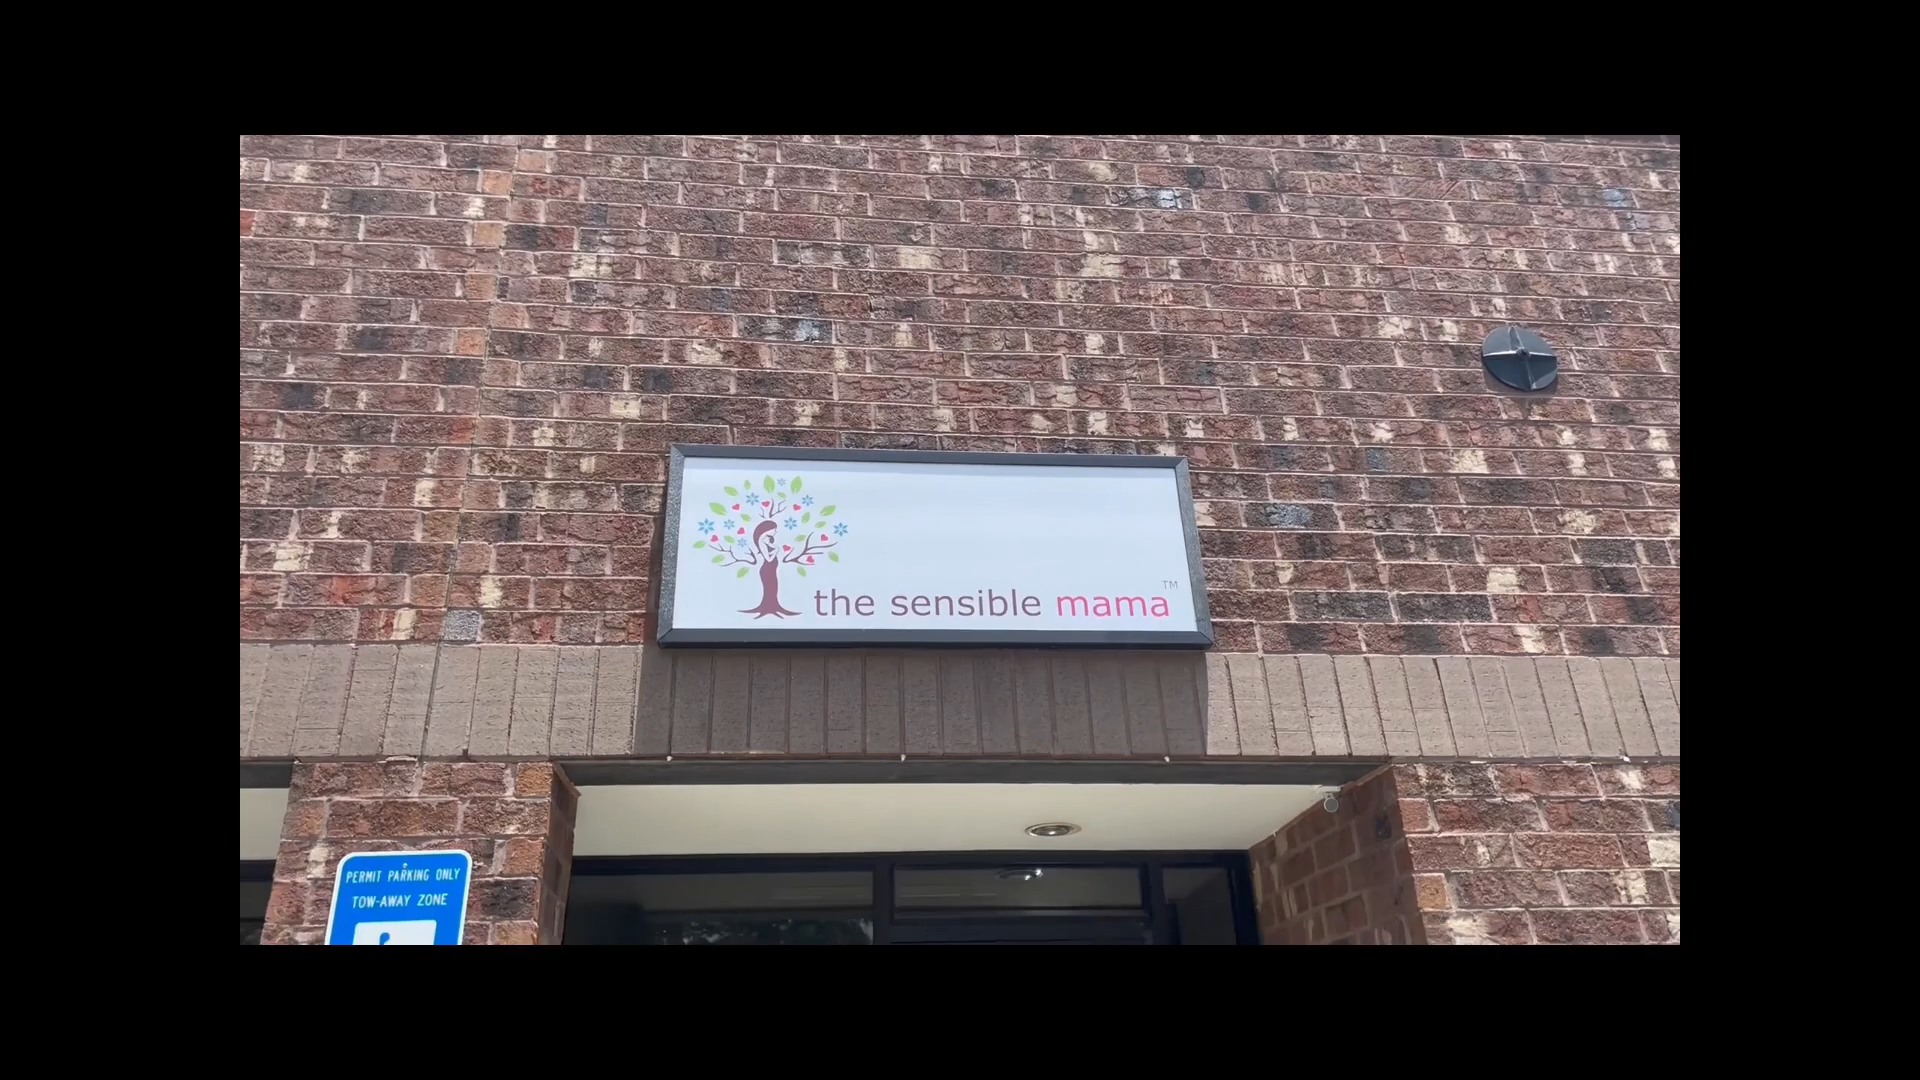 the sensible mama
TM
PERMIT PARKING ONLY
TOW-AWAY ZONE